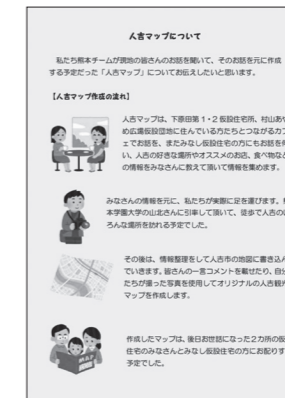 人吉マップについて
私たち熊本チームが現地の皆さんのお話を聞いて、そのお話を元に作成
する予定だった「人吉マップ」についてお伝えしたいと思います。
【人吉マップ作成の流れ】
人吉マップは、下原田第1・2仮設住宅所、村山あや
め広場仮設団地に住んでいる方たちとつながるカフ
ェでお話を、またみなし仮設住宅の方にもお話を伺
い、人吉の好きな場所やオススメのお店、食べ物など
の情報をみなさんに教えて頂いて情報を集めます。
みなさんの情報を元に、私たちが実際に足を運びます。
本学園大学の山北さんに引率して頂いて、徒歩で人吉の
ろんな場所を訪れる予定でした。
その後は、情報整理をして人吉市の地図に書き込ん
でいきます。皆さんの一言コメントを載せたり、自分
たちが撮った写真を使用してオリジナルの人吉観光
マップを作成します。
MAP
作成したマップは、後日お世話になった2カ所の仮
住宅のみなさんとみなし仮設住宅の方にお配りす
予定でした。